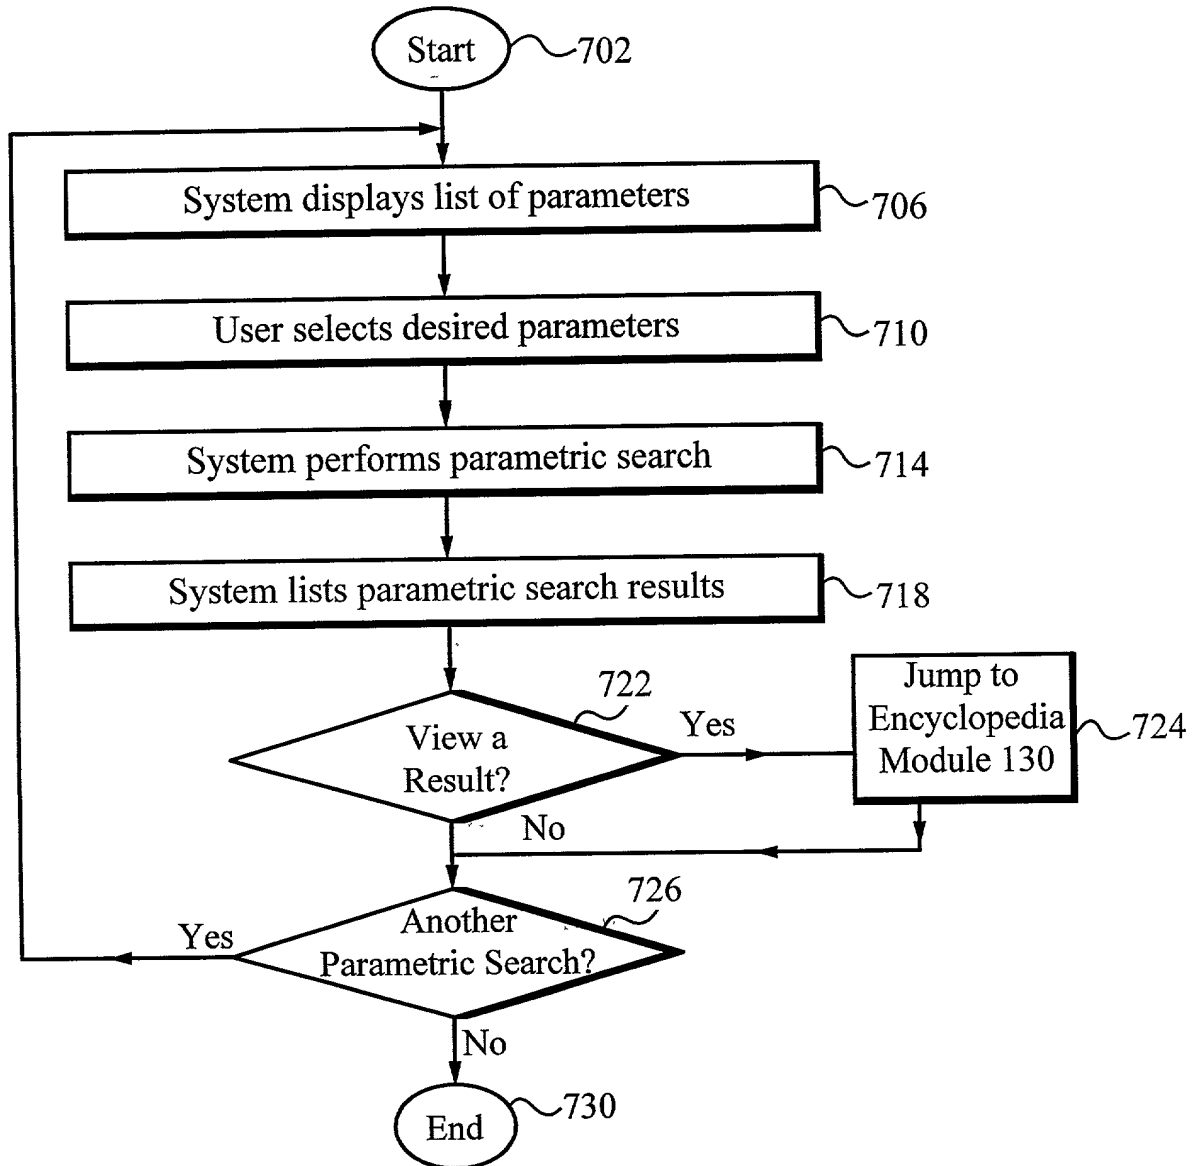 Start
702
System displays list of parameters
706
User selects desired parameters
710
System performs parametric search
714
System lists parametric search results
718
722
View a
Result?
Yes
Jump to
Encyclopedia
Module 130
724
No
726
Another
Parametric Search?
Yes
No
End
730